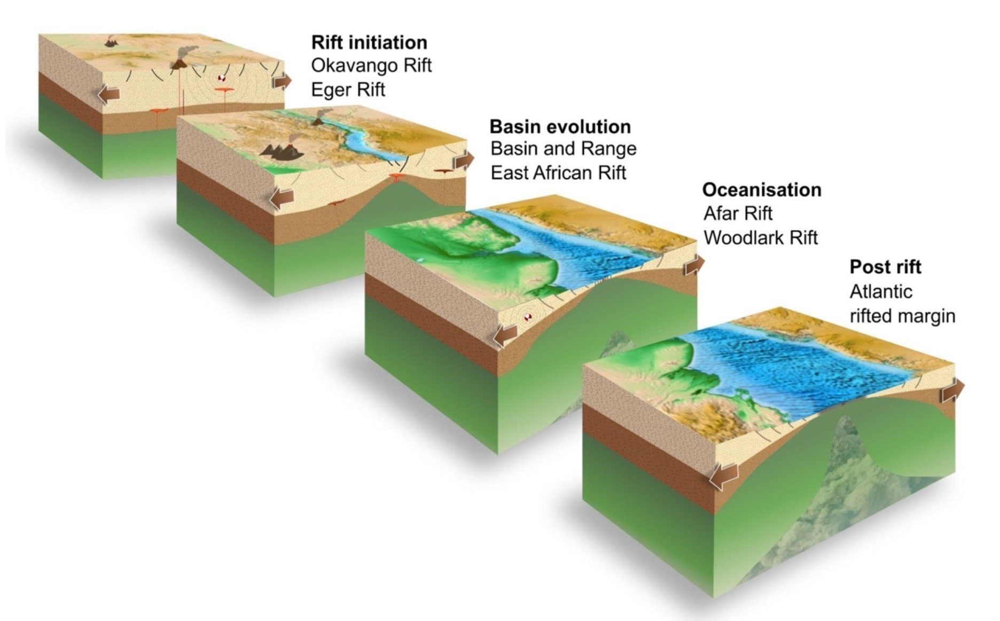 Rift initiation
Okavango Rift
Eger Rift
Basin evolution
Basin and Range
East African Rift
Oceanisation
Afar Rift
Woodlark Rift
Post rift
Atlantic
rifted margin